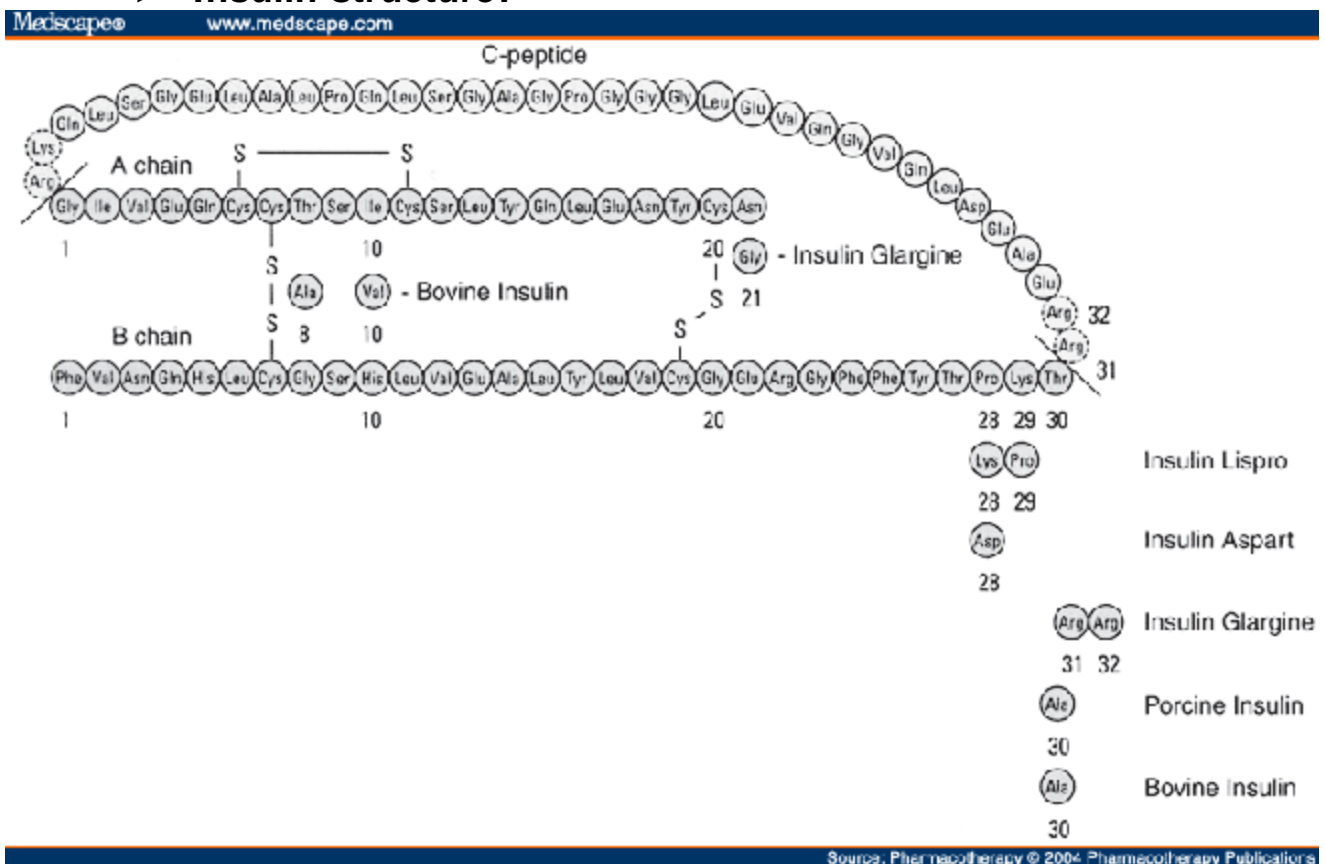 Insulin structure:
Medscape® www.medscape.com
C-peptide
Arg Lys Gln Leu Ser Gly Glu Leu Ala Leu Pro Gln Leu Ser Gly Ala Gly Pro Gly Gly Gly Leu Glu Val Gln Gly Val Gln Leu Asp Glu Ala Glu Arg Arg
32
31
A chain
S S
Gly Ile Val Glu Gln Cys Cys Thr Ser Ile Cys Ser Leu Tyr Gln Leu Glu Asn Tyr Cys Asn
1 10 20
S Ala Val - Bovine Insulin
8 10
Gly - Insulin Glargine
21
S
S S
B chain
Phe Val Asn Gln His Leu Cys Gly Ser His Leu Val Glu Ala Leu Tyr Leu Val Cys Gly Glu Arg Gly Phe Phe Tyr Thr Pro Lys Thr
1 10 20 28 29 30
Lys Pro Insulin Lispro
28 29
Asp Insulin Aspart
28
Arg Arg Insulin Glargine
31 32
Ala Porcine Insulin
30
Ala Bovine Insulin
30
Source: Pharmacotherapy © 2004 Pharmacotherapy Publications